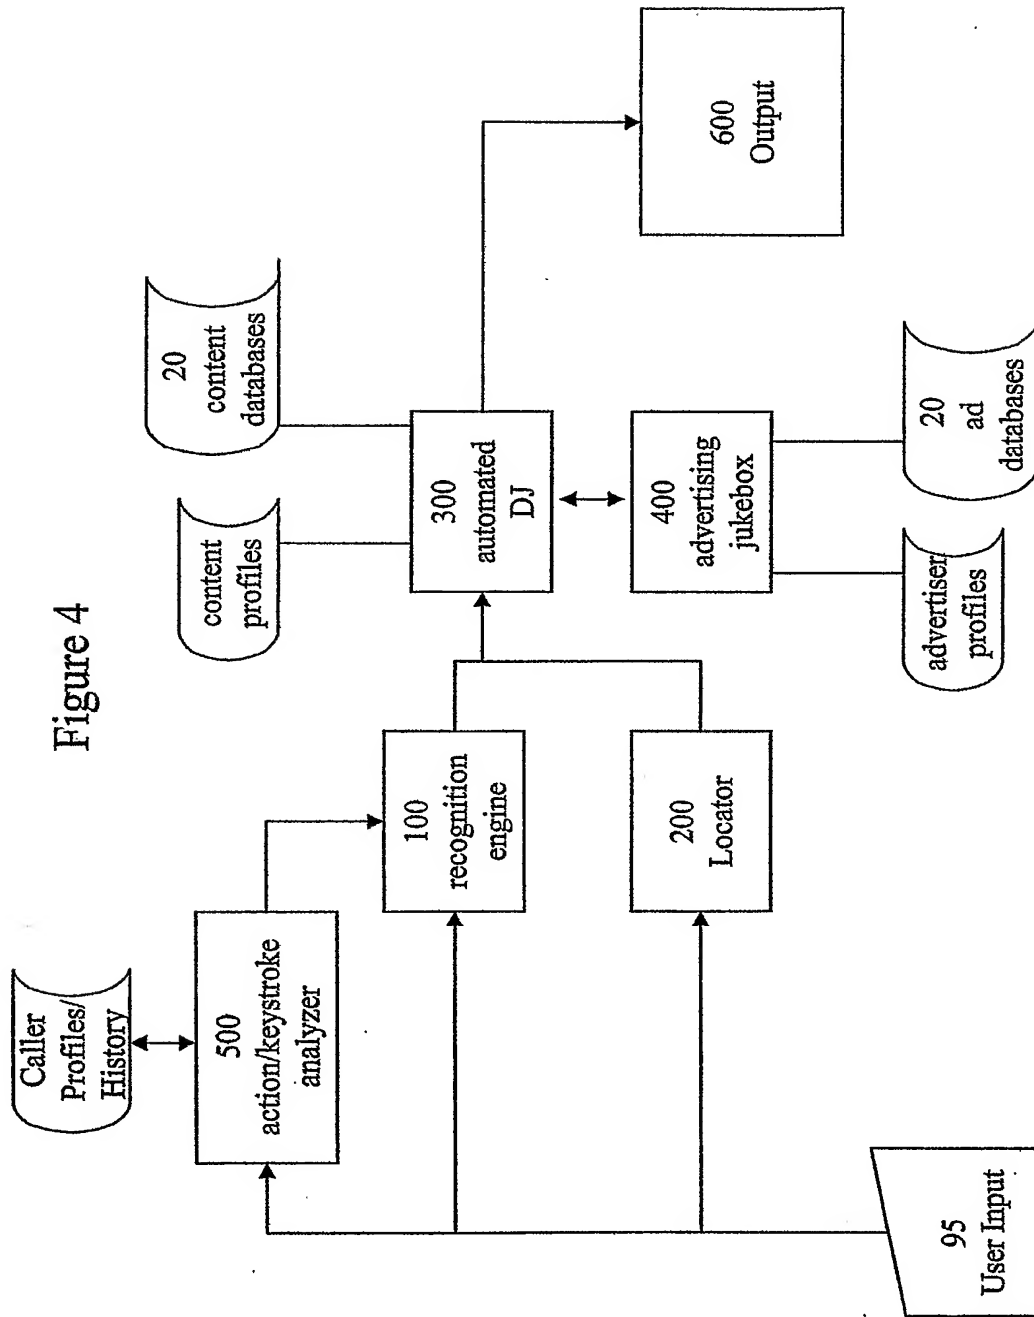 Figure 4
Caller
Profiles/
History
500
action/keystroke
analyzer
100
recognition
engine
200
Locator
95
User Input
content
profiles
20
content
databases
300
automated
DJ
400
advertising
jukebox
advertiser
profiles
20
ad
databases
600
Output